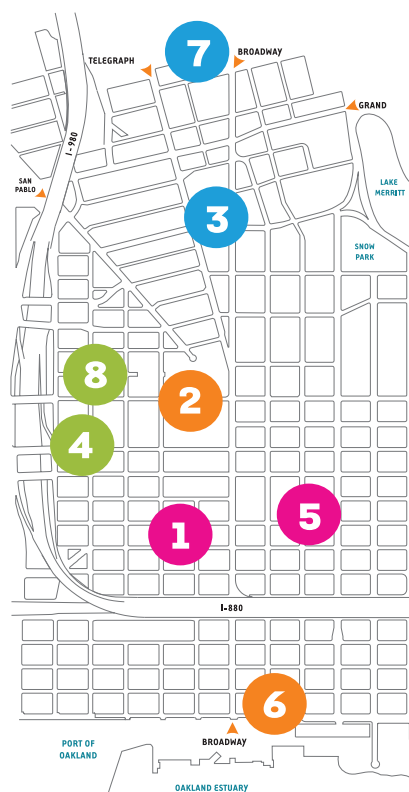 7
TELEGRAPH
BROADWAY
GRAND
I-980
SAN
PABLO
LAKE
MERRITT
3
SNOW
PARK
8
2
4
5
1
I-880
6
BROADWAY
PORT OF
OAKLAND
OAKLAND ESTUARY